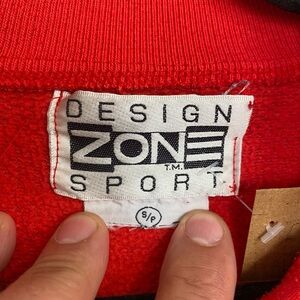 DESIGN
ZONE
T.M.
SPORT
S/P